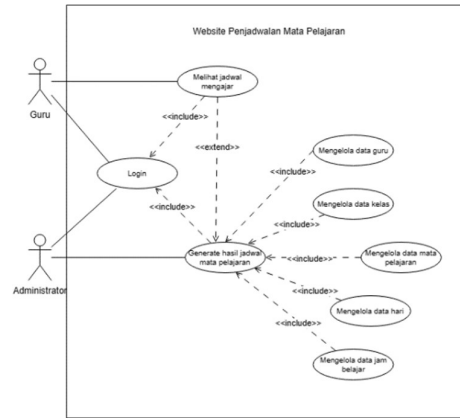 Website Penjadwalan Mata Pelajaran
Melihat jadwal
mengajar
Guru
<<include>>
<<extend>>
Mengelola data guru
<<include>>
Login
<<include>>
Mengelola data kelas
<<include>>
Administrator
Generate hasil jadwal
mata pelajaran
<<include>>
Mengelola data mata
pelajaran
Mengelola data hari
<<include>>
<<include>>
Mengelola data jam
belajar